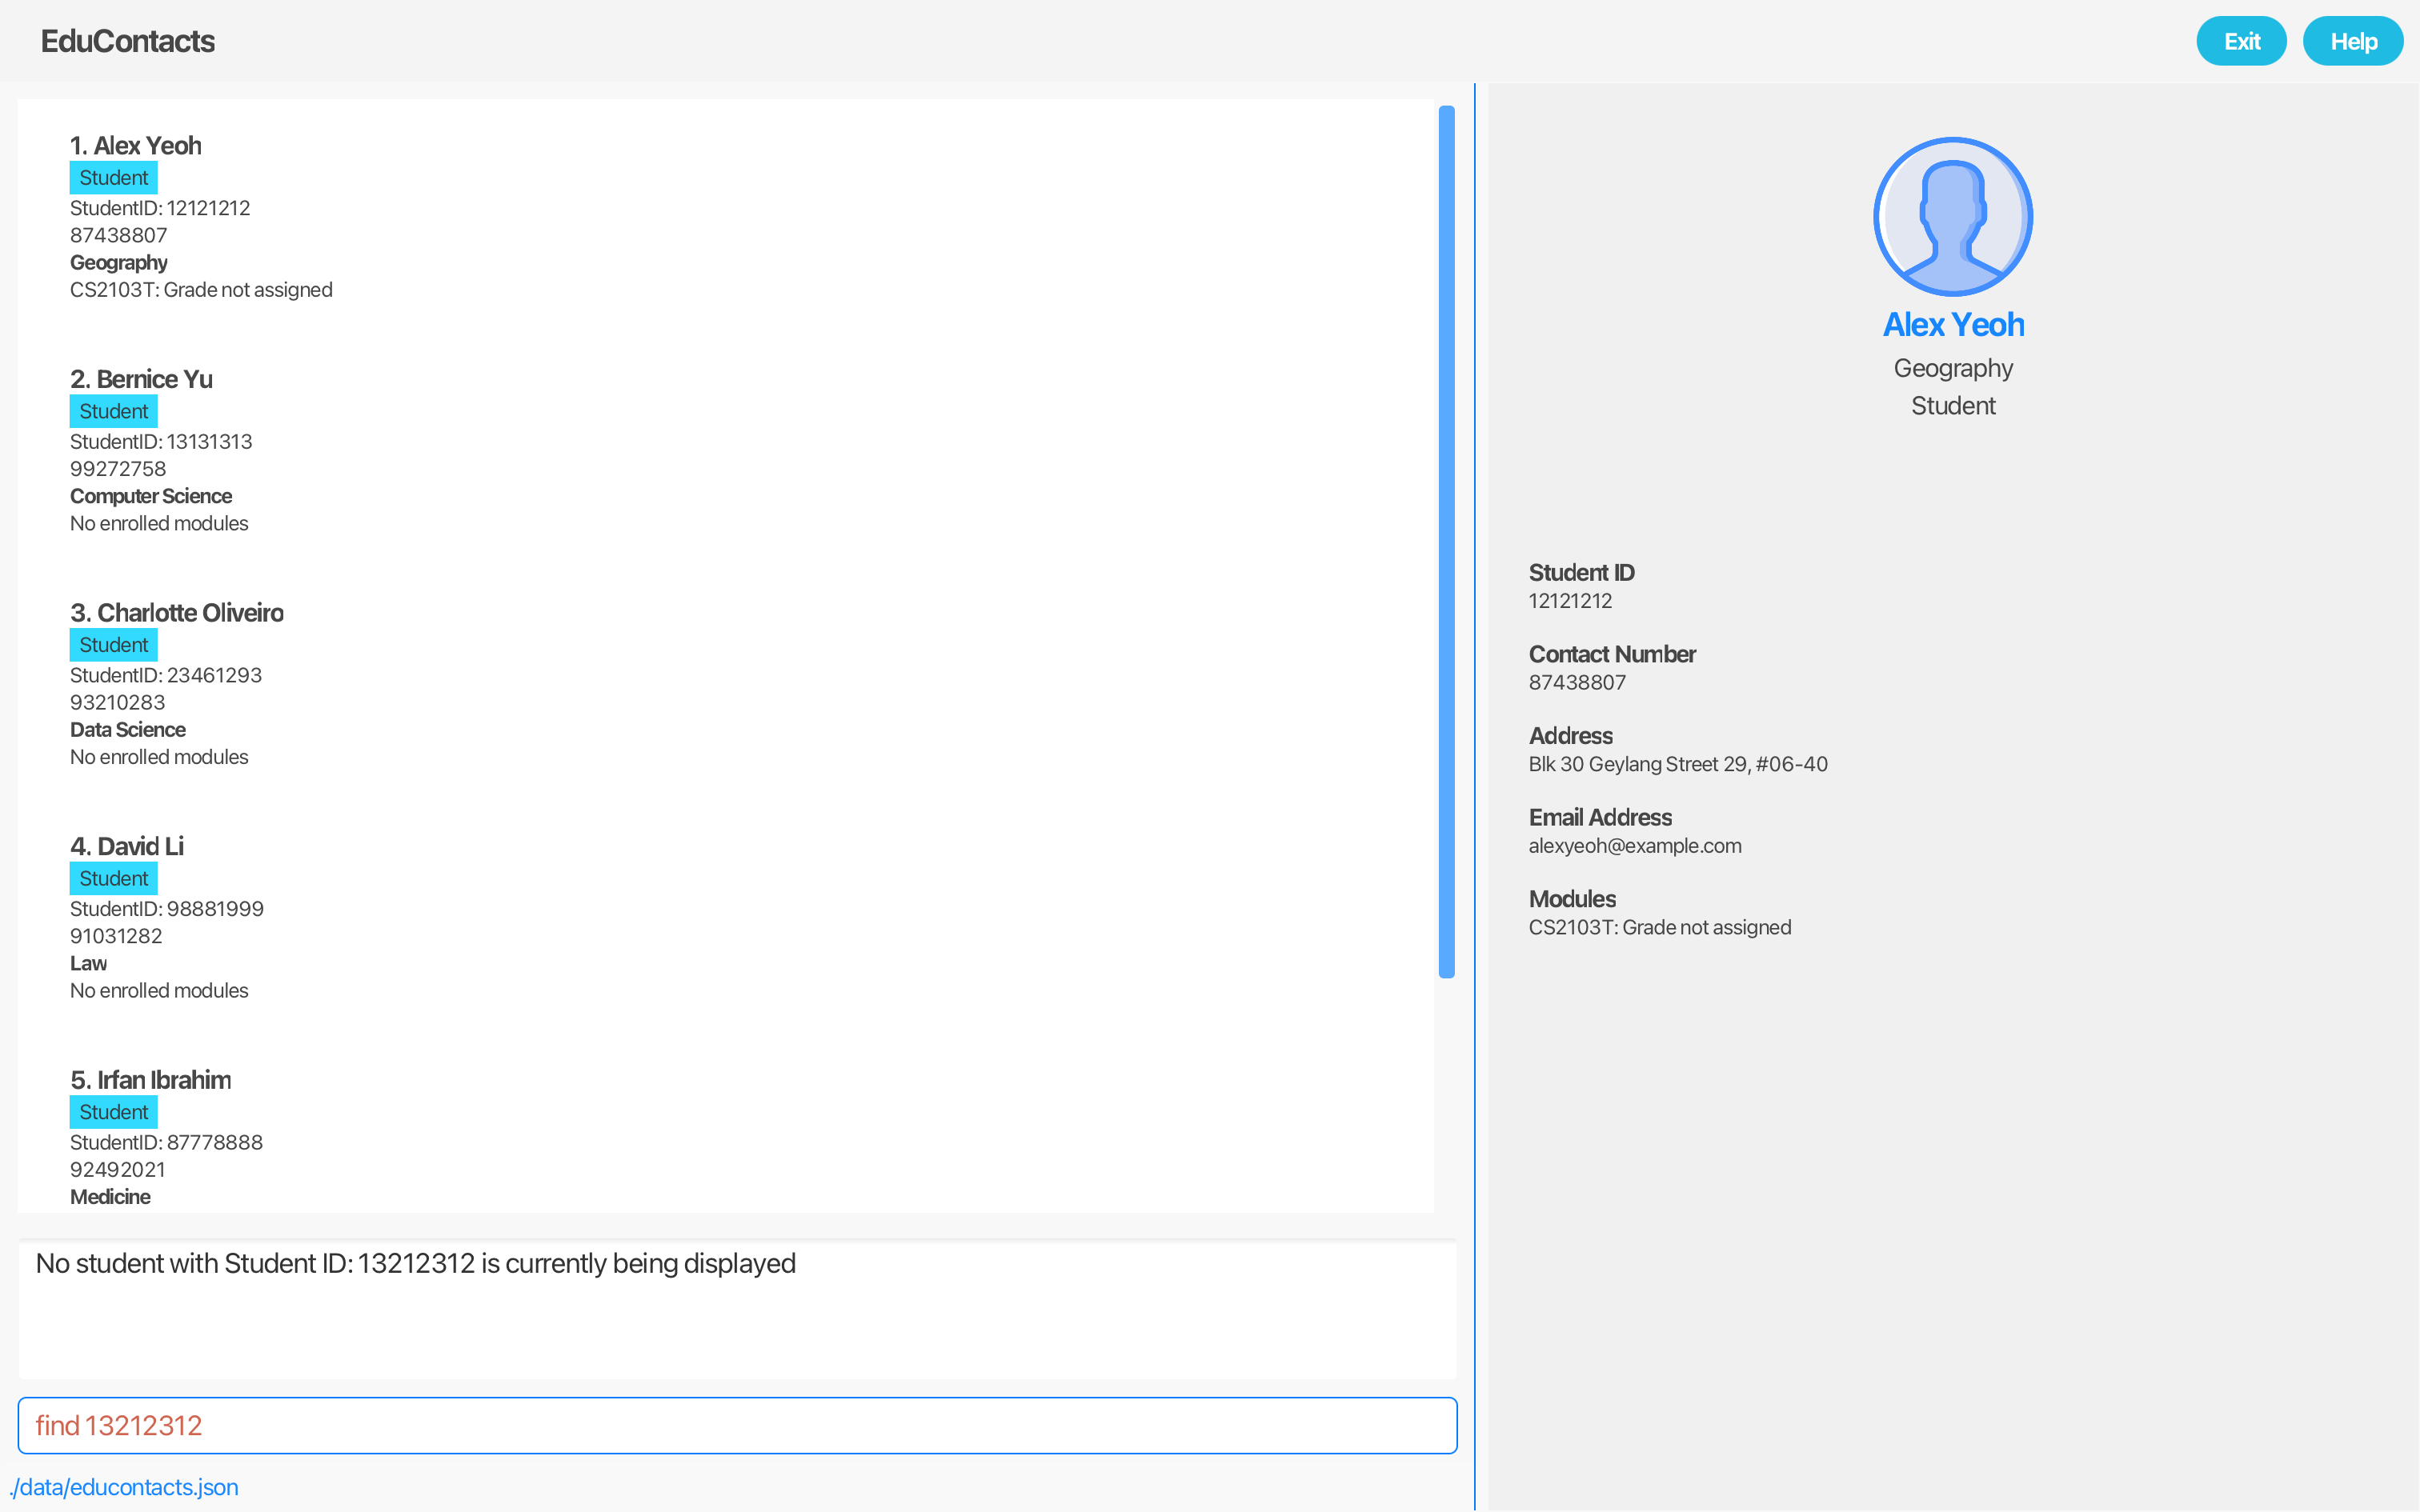 EduContacts
Exit
Help
1. Alex Yeoh
Student
StudentID: 12121212
87438807
Geography
CS2103T: Grade not assigned
2. Bernice Yu
Student
StudentID: 13131313
99272758
Computer Science
No enrolled modules
3. Charlotte Oliveiro
Student
StudentID: 23461293
93210283
Data Science
No enrolled modules
4. David Li
Student
StudentID: 98881999
91031282
Law
No enrolled modules
5. Irfan Ibrahim
Student
StudentID: 87778888
92492021
Medicine
No student with Student ID: 13212312 is currently being displayed
find 13212312
./data/educontacts.json
Alex Yeoh
Geography
Student
Student ID
12121212
Contact Number
87438807
Address
Blk 30 Geylang Street 29, #06-40
Email Address
alexyeoh@example.com
Modules
CS2103T: Grade not assigned